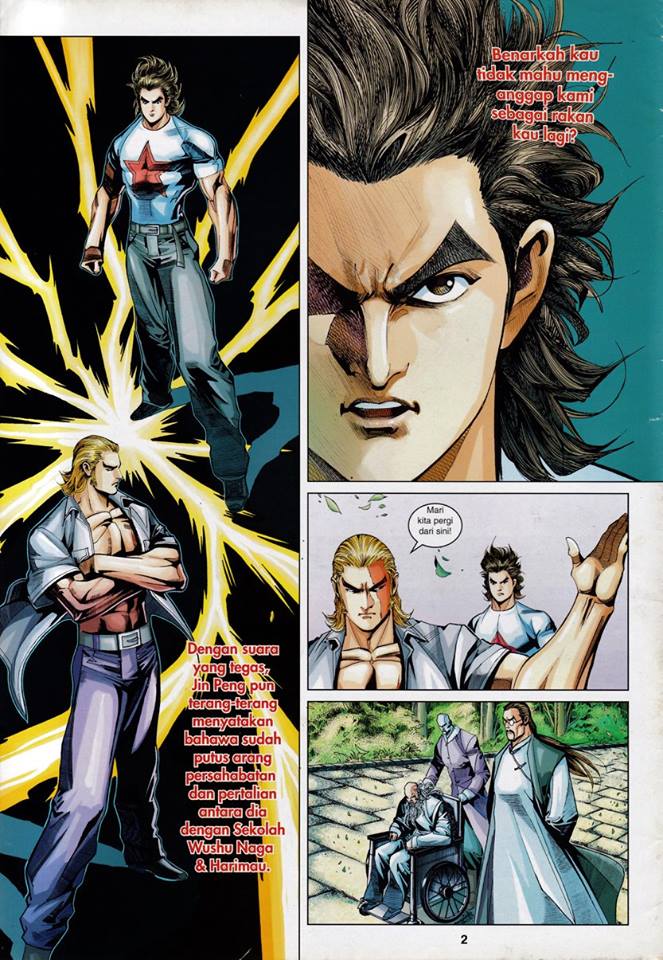 Dengan suara
yang tegas,
Jin Peng pun
terang-terang
menyatakan
bahawa sudah
putus arang
persahabatan
dan pertalian
antara dia
dengan Sekolah
Wushu Naga
& Harimau.
Benarkah kau
tidak mahu meng-
anggap kami
sebagai rakan
kau lagi?
Mari
kita pergi
dari sini!
2